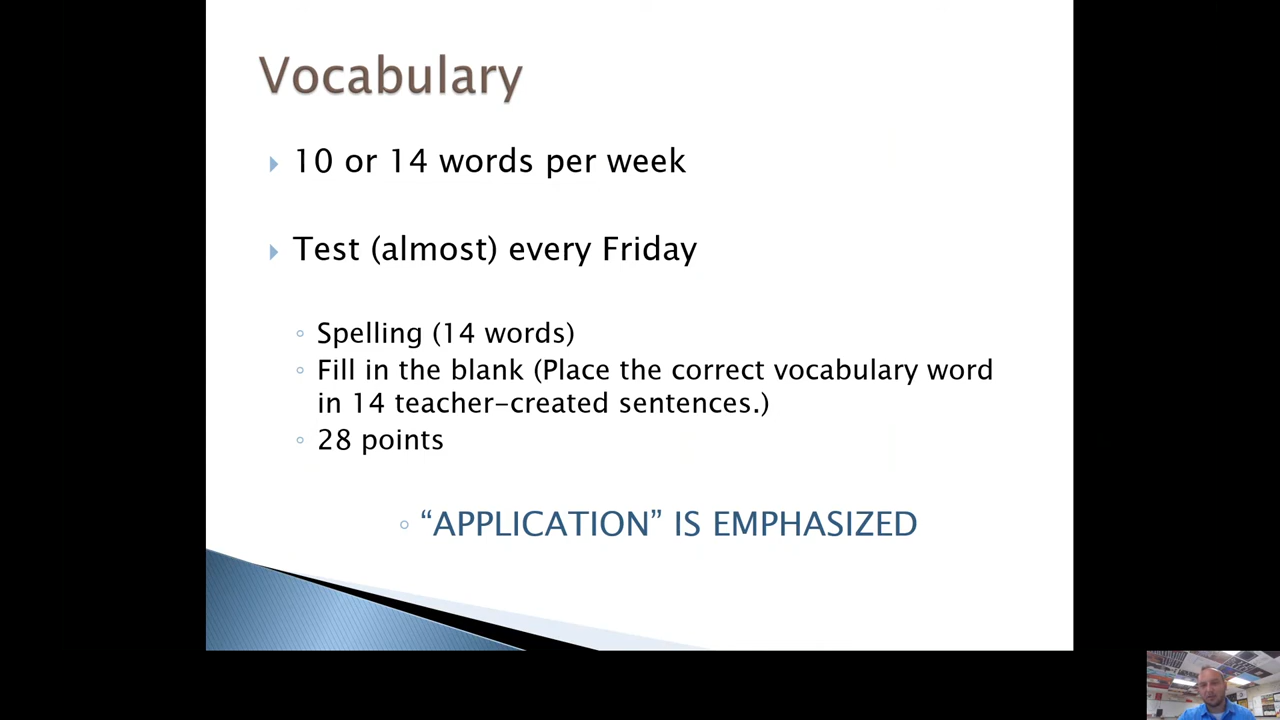 Vocabulary
10 or 14 words per week
Test (almost) every Friday
Spelling (14 words)
Fill in the blank (Place the correct vocabulary word
in 14 teacher-created sentences.)
28 points
“APPLICATION” IS EMPHASIZED